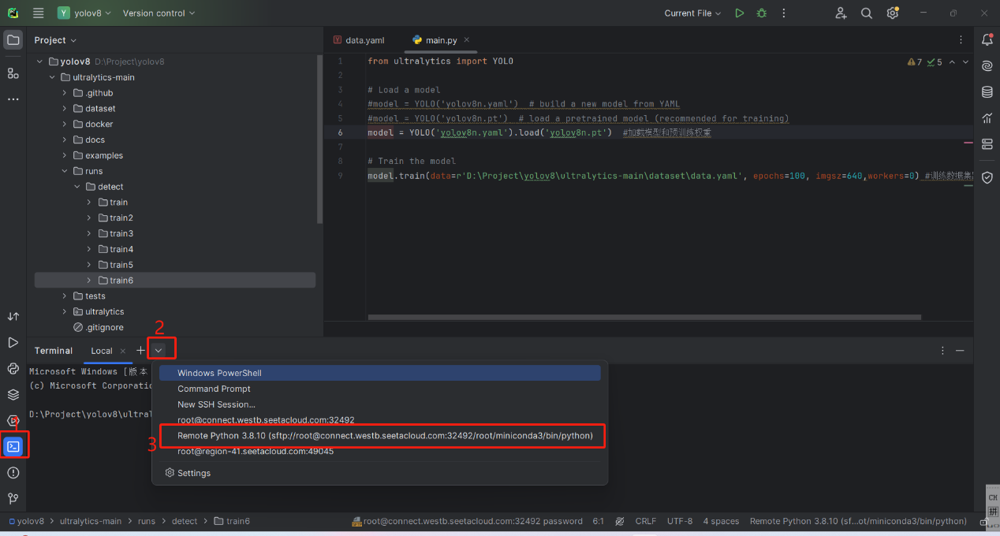 Y yolov8 Version control Current File
Project
data.yaml main.py
yolov8 D:\Project\yolov8
ultralytics-main
.github
dataset
docker
docs
examples
runs
detect
train
train2
train3
train4
train5
train6
tests
ultralytics
.gitignore
7 5
1 from ultralytics import YOLO
2
3 # Load a model
4 #model = YOLO('yolov8n.yaml') # build a new model from YAML
5 #model = YOLO('yolov8n.pt') # load a pretrained model (recommended for training)
6 model = YOLO('yolov8n.yaml').load('yolov8n.pt') #加载模型和预训练权重
7
8 # Train the model
9 model.train(data=r'D:\Project\yolov8\ultralytics-main\dataset\data.yaml', epochs=100, imgsz=640,workers=0) #训练数据集
2
Terminal Local
Microsoft Windows [版本
(c) Microsoft Corporatio
D:\Project\yolov8\ultral
Windows PowerShell
Command Prompt
New SSH Session...
root@connect.westb.seetacloud.com:32492
Remote Python 3.8.10 (sftp://root@connect.westb.seetacloud.com:32492/root/miniconda3/bin/python)
3
root@region-41.seetacloud.com:49045
Settings
CH
拼
yolov8 ultralytics-main runs detect train6 root@connect.westb.seetacloud.com:32492 password 6:1 CRLF UTF-8 4 spaces Remote Python 3.8.10 (sf...ot/miniconda3/bin/python)